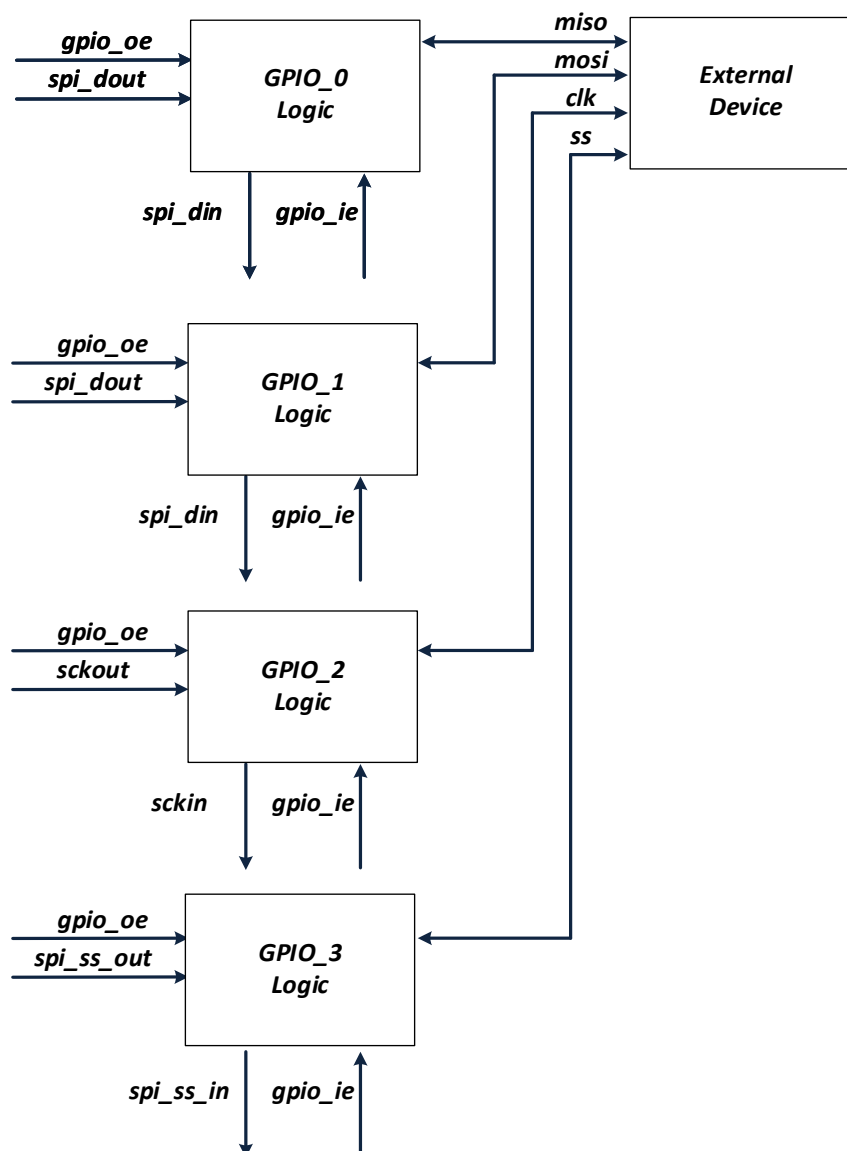 gpio_oe
spi_dout
GPIO_0
Logic
miso
mosi
clk
ss
External
Device
spi_din
gpio_ie
gpio_oe
spi_dout
GPIO_1
Logic
spi_din
gpio_ie
gpio_oe
sckout
GPIO_2
Logic
sckin
gpio_ie
gpio_oe
spi_ss_out
GPIO_3
Logic
spi_ss_in
gpio_ie